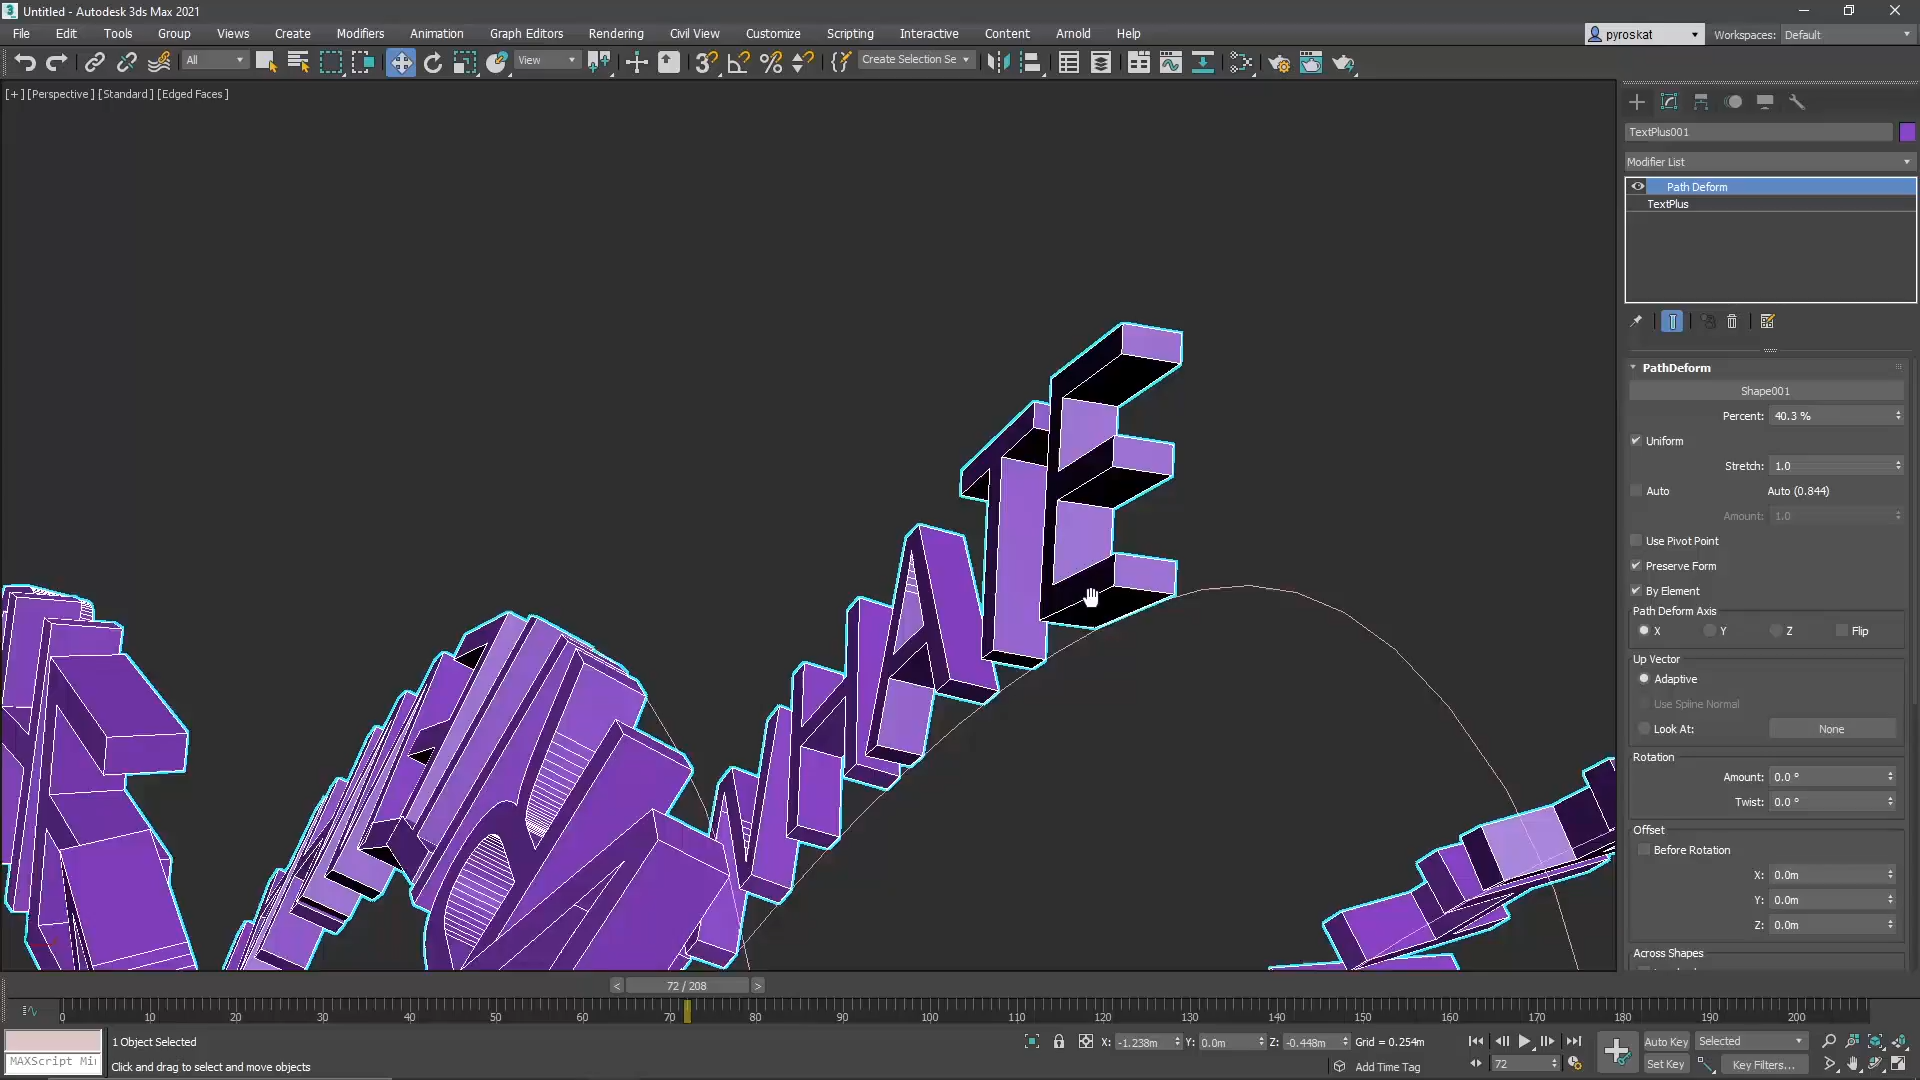 Untitled - Autodesk 3ds Max 2021
File Edit Tools Group Views Create Modifiers Animation Graph Editors Rendering Civil View Customize Scripting Interactive Content Arnold Help
pyroskat Workspaces: Default
All View Create Selection Se
[+] [Perspective] [Standard] [Edged Faces]
TextPlus001
Modifier List
Path Deform
TextPlus
PathDeform
Shape001
Percent: 40.3 %
Uniform
Stretch: 1.0
Auto Auto (0.844)
Amount: 1.0
Use Pivot Point
Preserve Form
By Element
Path Deform Axis
X Y Z Flip
Up Vector
Adaptive
Use Spline Normal
Look At: None
Rotation
Amount: 0.0 °
Twist: 0.0 °
Offset
Before Rotation
X: 0.0m
Y: 0.0m
Z: 0.0m
Across Shapes
ATE
< 72 / 208 >
0 10 20 30 40 50 60 70 80 90 100 110 120 130 140 150 160 170 180 190 200
1 Object Selected
X: -1.238m Y: 0.0m Z: -0.448m Grid = 0.254m
Auto Key Selected
MAXScript Mi
Click and drag to select and move objects
Add Time Tag
72
Set Key Key Filters...